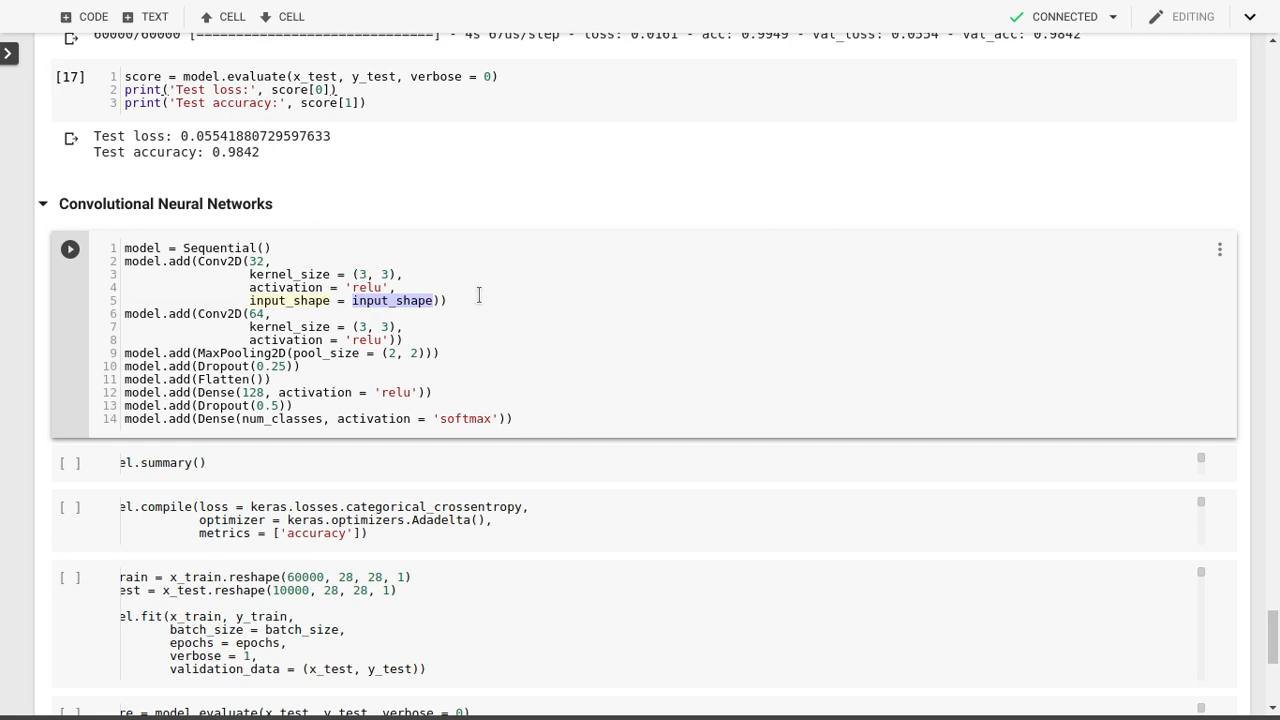 CODE TEXT CELL CELL CONNECTED EDITING
60000/60000 [==============================] - 4s 67us/step - loss: 0.0161 - acc: 0.9949 - val_loss: 0.0554 - val_acc: 0.9842
[17] 1 score = model.evaluate(x_test, y_test, verbose = 0)
2 print('Test loss:', score[0])
3 print('Test accuracy:', score[1])
Test loss: 0.05541880729597633
Test accuracy: 0.9842
Convolutional Neural Networks
1 model = Sequential()
2 model.add(Conv2D(32,
3 kernel_size = (3, 3),
4 activation = 'relu',
5 input_shape = input_shape))
6 model.add(Conv2D(64,
7 kernel_size = (3, 3),
8 activation = 'relu'))
9 model.add(MaxPooling2D(pool_size = (2, 2)))
10 model.add(Dropout(0.25))
11 model.add(Flatten())
12 model.add(Dense(128, activation = 'relu'))
13 model.add(Dropout(0.5))
14 model.add(Dense(num_classes, activation = 'softmax'))
[ ] el.summary()
[ ] el.compile(loss = keras.losses.categorical_crossentropy,
optimizer = keras.optimizers.Adadelta(),
metrics = ['accuracy'])
[ ] rain = x_train.reshape(60000, 28, 28, 1)
est = x_test.reshape(10000, 28, 28, 1)
el.fit(x_train, y_train,
batch_size = batch_size,
epochs = epochs,
verbose = 1,
validation_data = (x_test, y_test))
[ ] re = model.evaluate(x_test, y_test, verbose = 0)